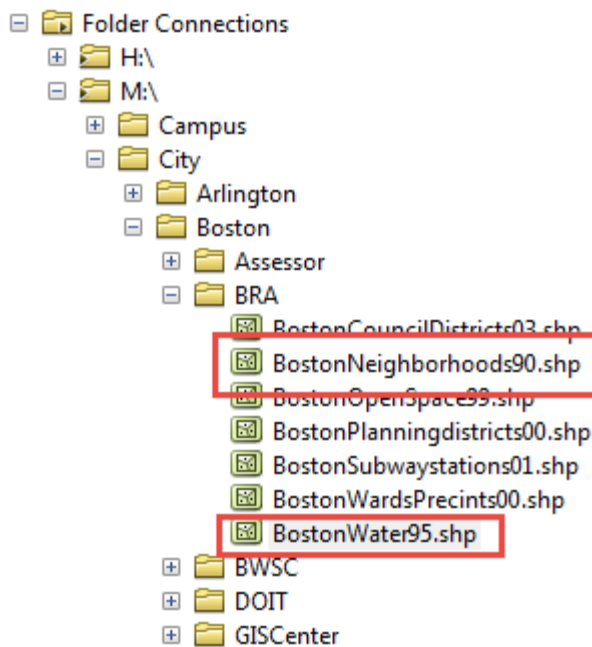 Folder Connections
H:\
M:\
Campus
City
Arlington
Boston
Assessor
BRA
BostonCouncilDistricts03.shp
BostonNeighborhoods90.shp
BostonOpenSpace99.shp
BostonPlanningdistricts00.shp
BostonSubwaystations01.shp
BostonWardsPrecints00.shp
BostonWater95.shp
BWSC
DOIT
GISCenter